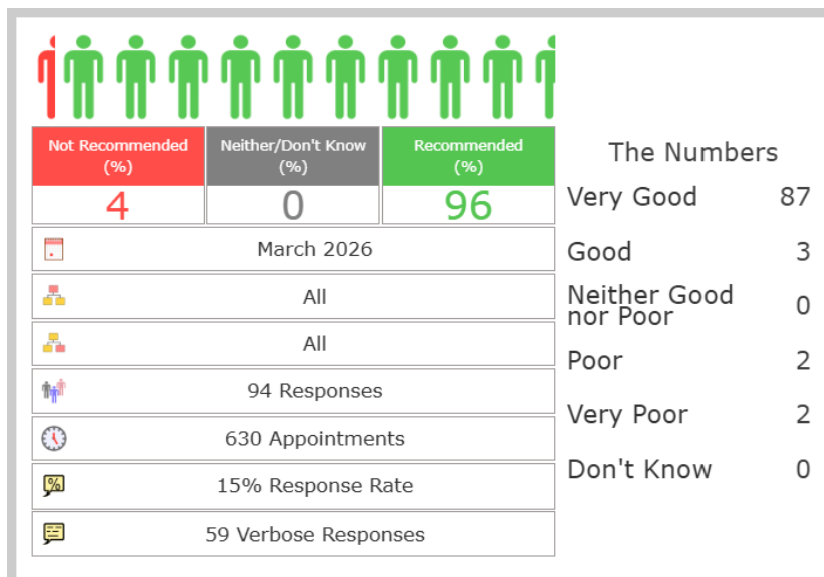 Not Recommended
(%)
Neither/Don't Know
(%)
Recommended
(%)
4
0
96
March 2026
All
All
94 Responses
630 Appointments
15% Response Rate
%
59 Verbose Responses
The Numbers
Very Good 87
Good 3
Neither Good
nor Poor 0
Poor 2
Very Poor 2
Don't Know 0